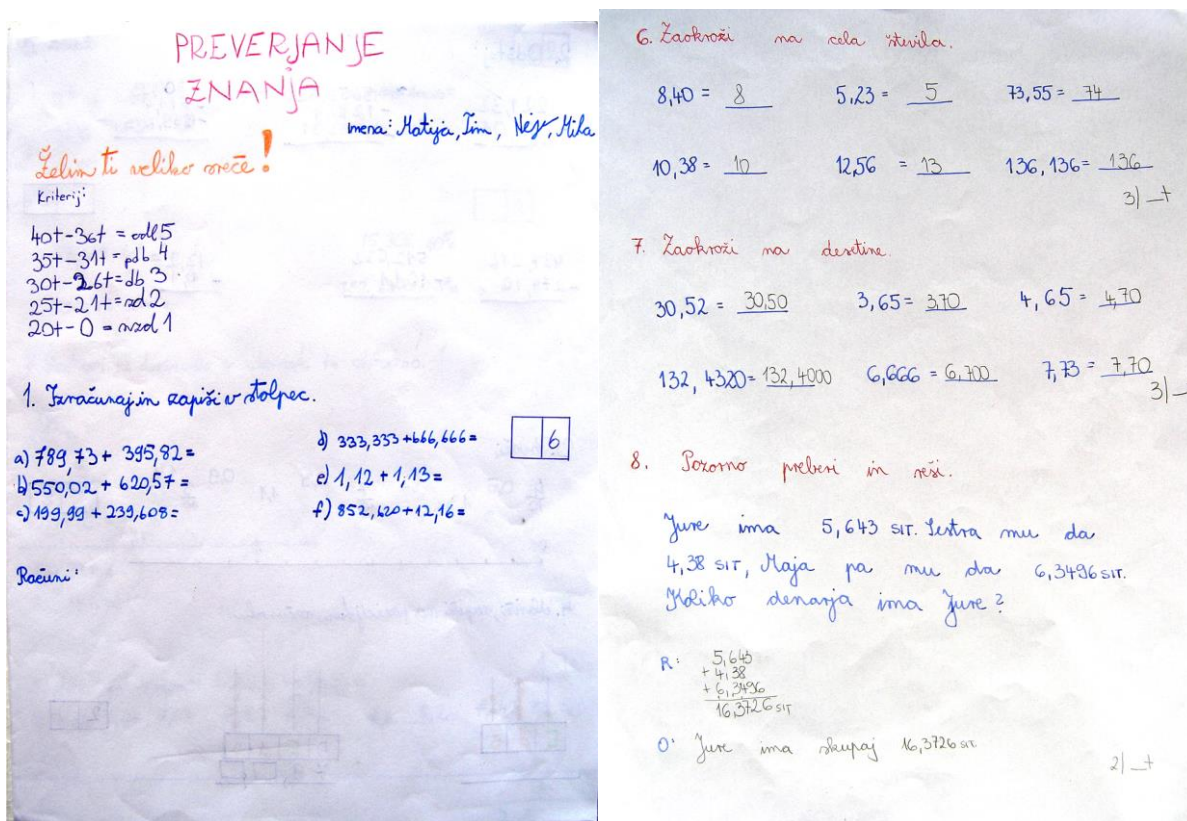 PREVERJANJE
ZNANJA
imena: Matija, Tim, Neja, Mila
Želim ti veliko sreče!
Kriterij:
40t-36t = odl 5
35t-31t = pdb 4
30t-26t = db 3
25t-21t = zd 2
20t-0 = nzd 1
1. Izračunaj in zapiši v stolpec.
a) 789,73 + 395,82 =
b) 550,02 + 620,57 =
c) 199,99 + 239,608 =
d) 333,333 + 666,666 =
e) 1,12 + 1,13 =
f) 852,620 + 12,16 =
6
Računi:
6. Zaokroži na cela števila.
8,40 = 8 5,23 = 5 73,55 = 74
10,38 = 10 12,56 = 13 136,136 = 136
3/_t
7. Zaokroži na desetine.
30,52 = 30,50 3,65 = 3,70 4,65 = 4,70
132,4320 = 132,4000 6,666 = 6,700 7,73 = 7,70
3/_
8. Pozorno preberi in reši.
Jure ima 5,643 SIT. Sestra mu da
4,38 SIT, Maja pa mu da 6,3496 SIT.
Koliko denarja ima Jure?
R: 5,643
+ 4,38
+ 6,3496
16,3726 SIT
O: Jure ima skupaj 16,3726 SIT
2/_t